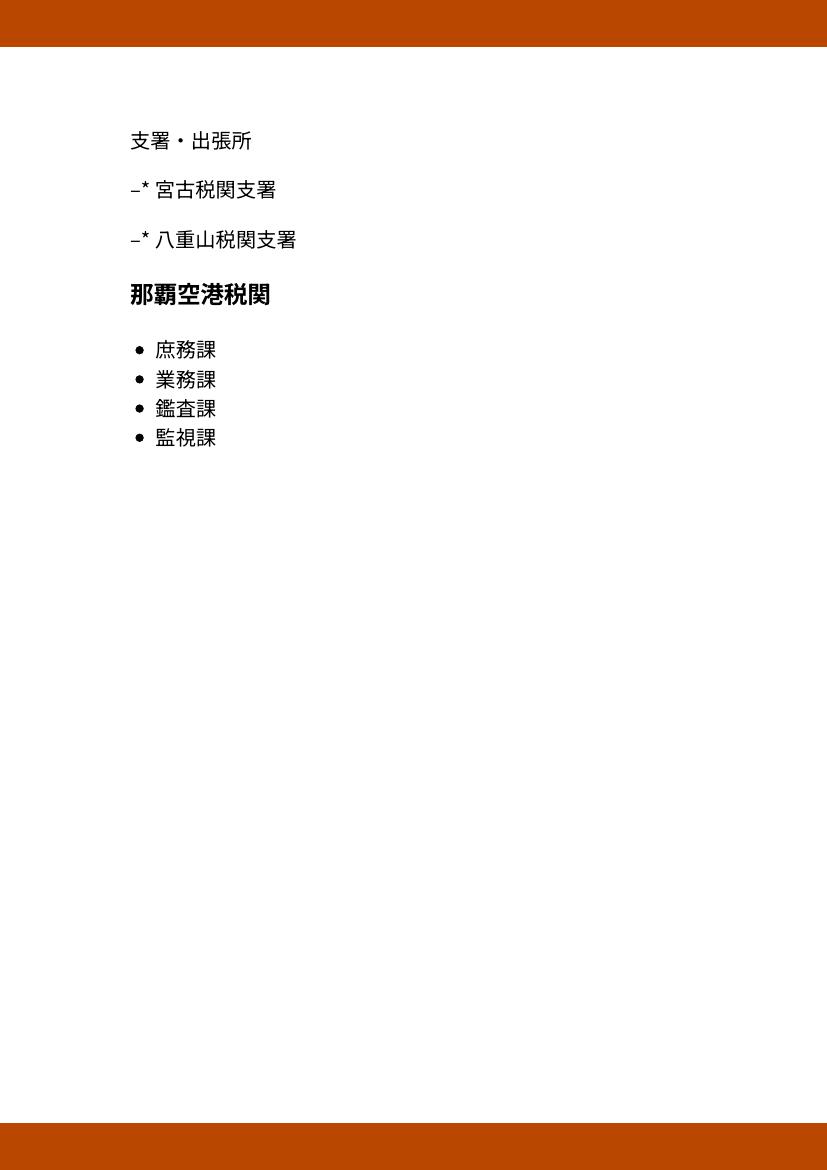 支署・出張所
–* 宮古税関支署
–* 八重山税関支署
那覇空港税関
• 庶務課
• 業務課
• 鑑査課
• 監視課